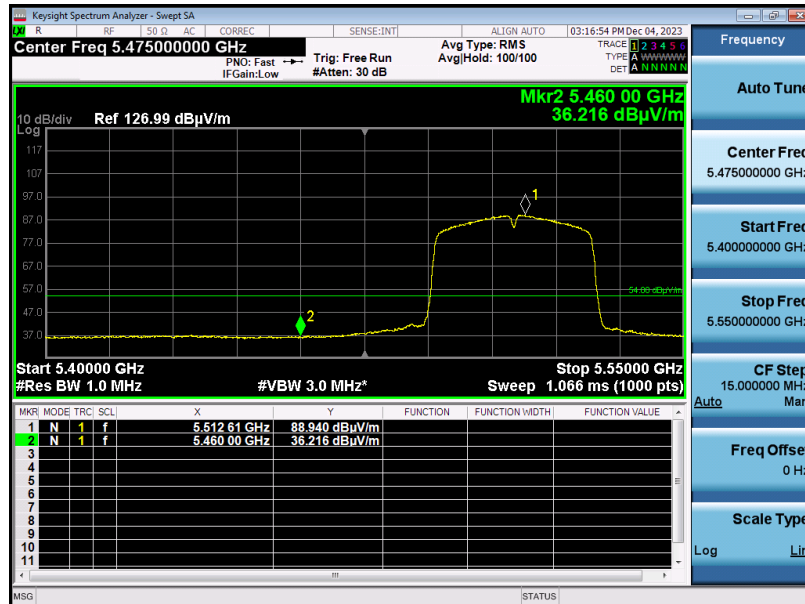 Keysight Spectrum Analyzer - Swept SA
LXI R RF 50 Ω AC CORREC SENSE:INT ALIGN AUTO 03:16:54 PM Dec 04, 2023
Center Freq 5.475000000 GHz
PNO: Fast
IFGain:Low
Trig: Free Run
#Atten: 30 dB
Avg Type: RMS
Avg|Hold: 100/100
TRACE 1 2 3 4 5 6
TYPE A WWWWW
DET A N N N N N
Mkr2 5.460 00 GHz
36.216 dBµV/m
10 dB/div Ref 126.99 dBµV/m
Log
117
107
97.0
87.0
77.0
67.0
57.0
47.0
37.0
1
2
54.00 dBµV/m
Start 5.40000 GHz Stop 5.55000 GHz
#Res BW 1.0 MHz #VBW 3.0 MHz* Sweep 1.066 ms (1000 pts)
MKR MODE TRC SCL X Y FUNCTION FUNCTION WIDTH FUNCTION VALUE
1 N 1 f 5.512 61 GHz 88.940 dBµV/m
2 N 1 f 5.460 00 GHz 36.216 dBµV/m
3
4
5
6
7
8
9
10
11
MSG STATUS
Frequency
Auto Tune
Center Freq
5.475000000 GHz
Start Freq
5.400000000 GHz
Stop Freq
5.550000000 GHz
CF Step
15.000000 MHz
Auto Man
Freq Offset
0 Hz
Scale Type
Log Lin